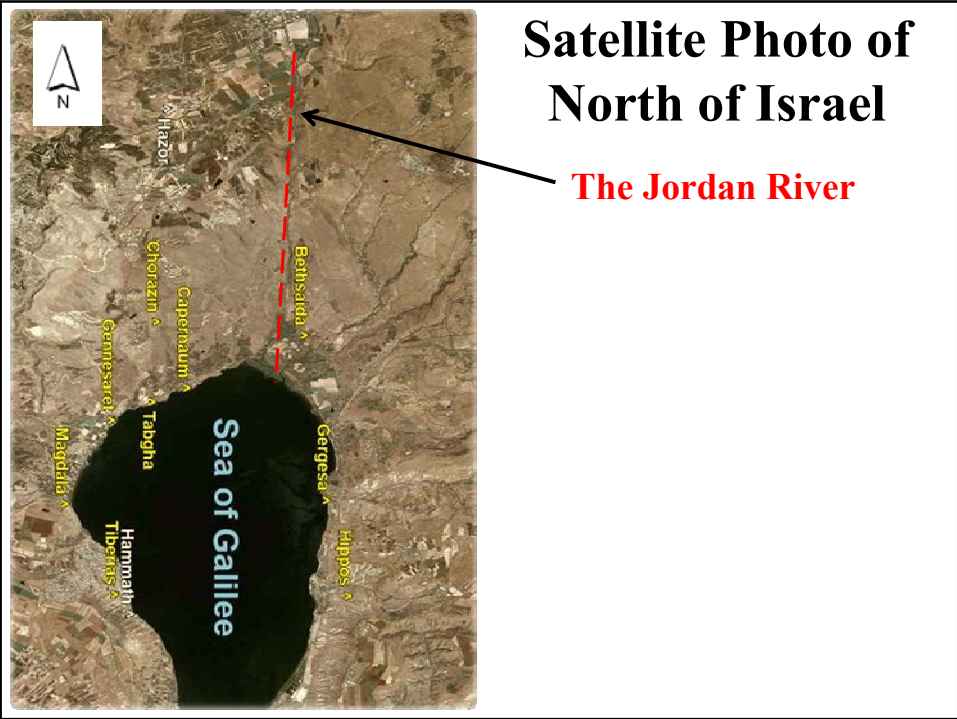 Satellite Photo of
North of Israel
The Jordan River
N
^ Hazor
Chorazin ^
Capernaum ^
Bethsaida ^
Gennesaret ^
^ Tabgha
Magdala ^
Sea of Galilee
Gergesa ^
Hammath ^
Tiberias ^
Hippos ^